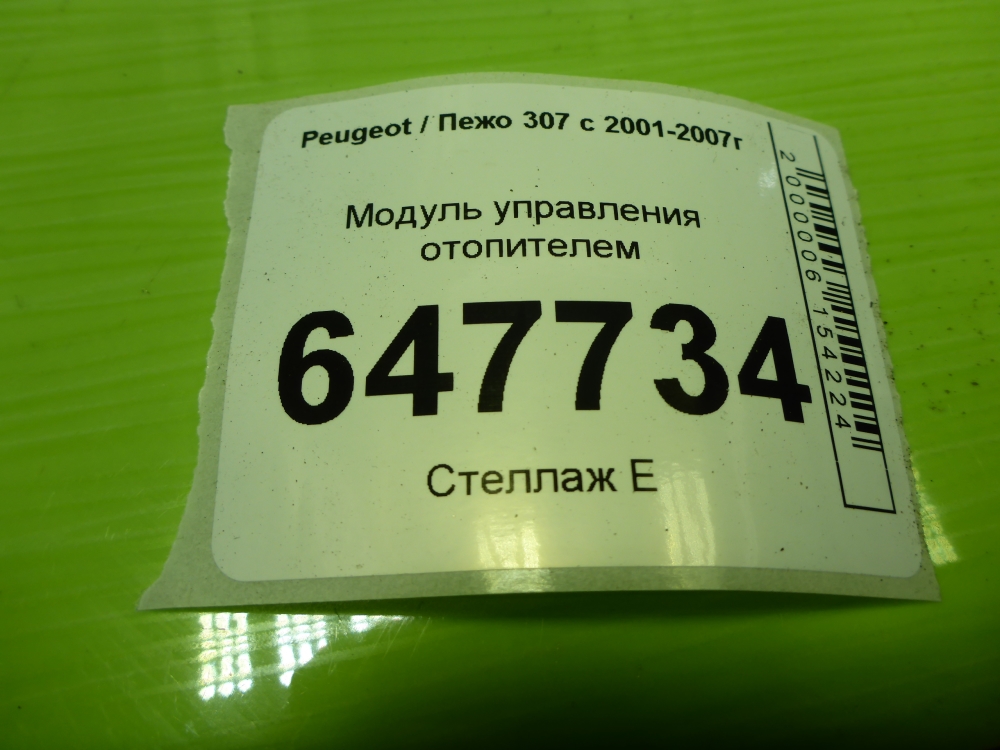 Peugeot / Пежо 307 с 2001-2007г
Модуль управления
отопителем
647734
Стеллаж Е
2000006154224